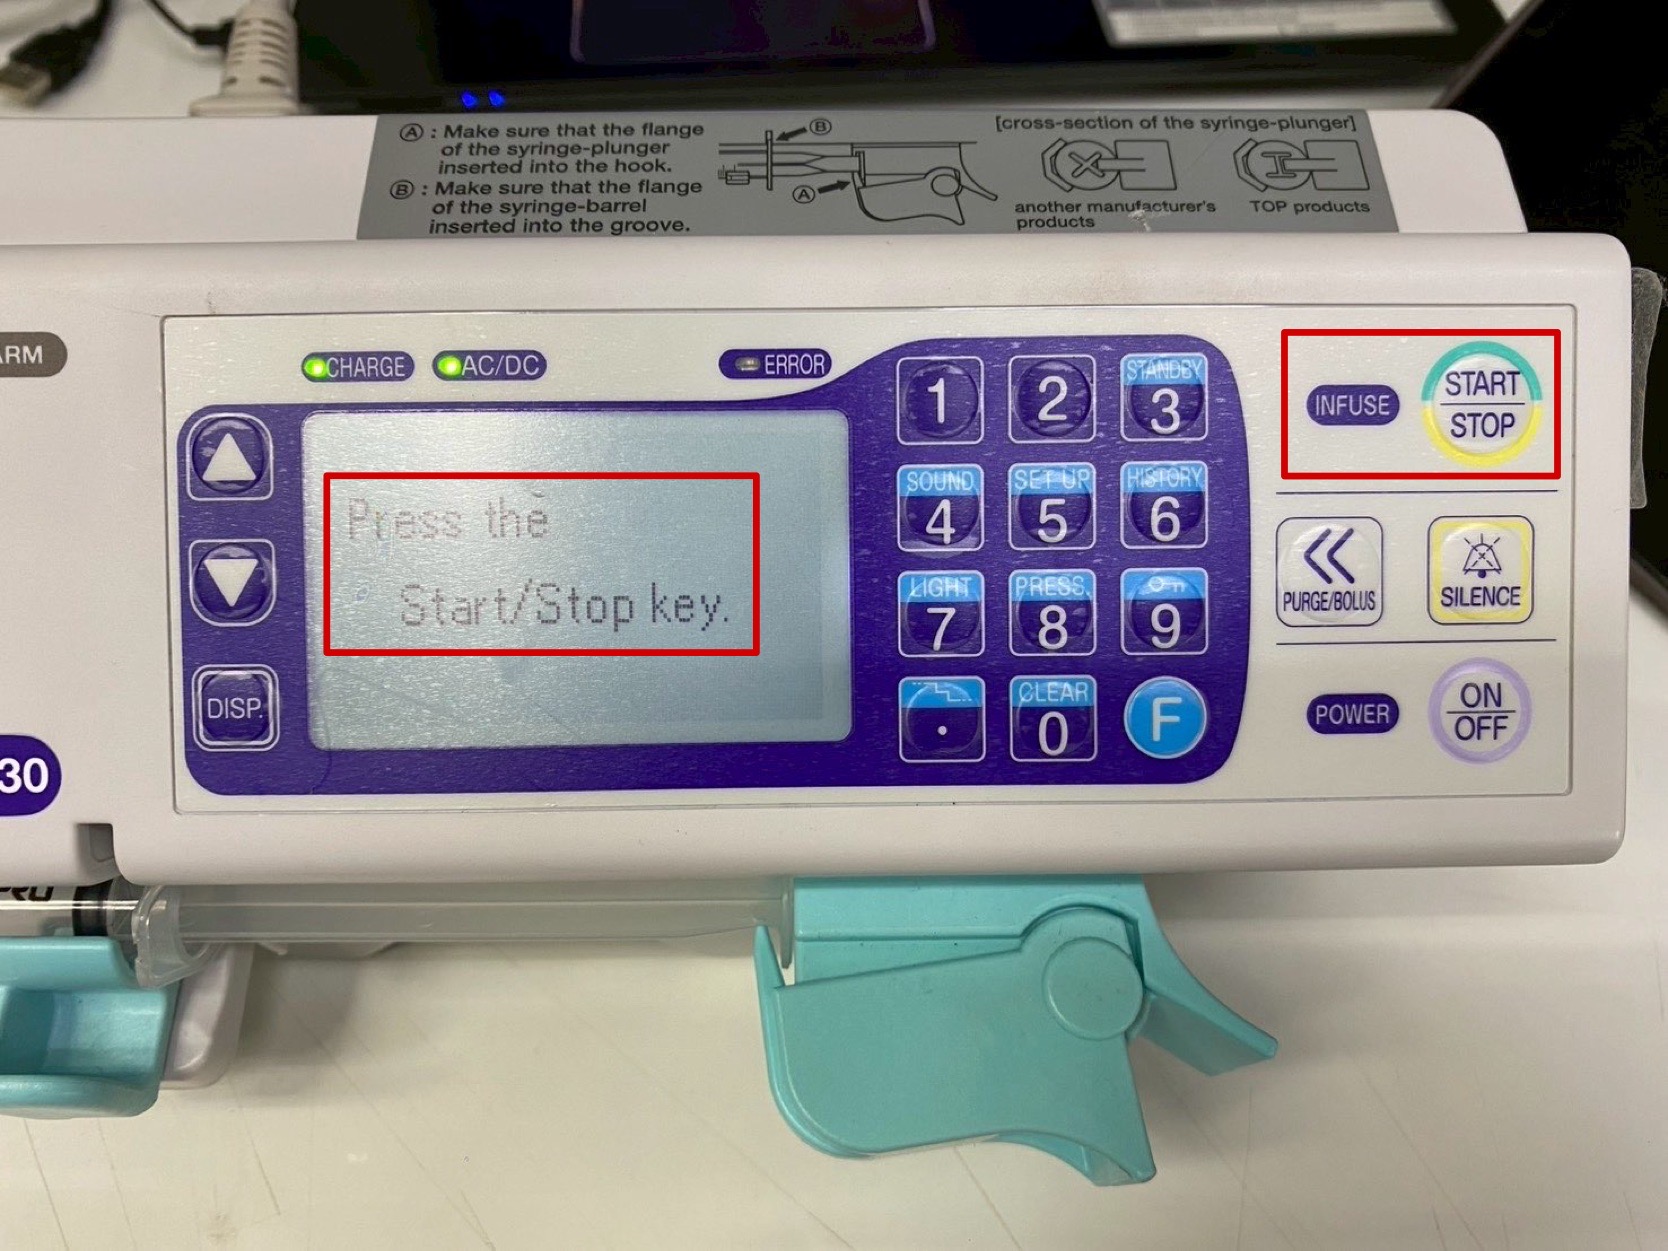 Ⓐ : Make sure that the flange
of the syringe-plunger
inserted into the hook.
Ⓑ : Make sure that the flange
of the syringe-barrel
inserted into the groove.
Ⓑ
Ⓐ
[cross-section of the syringe-plunger]
another manufacturer's
products
TOP products
CHARGE
AC/DC
ERROR
Press the
Start/Stop key.
DISP.
30
1
2
STANDBY
3
SOUND
4
SET UP
5
HISTORY
6
LIGHT
7
PRESS.
8
9
.
CLEAR
0
F
INFUSE
START
STOP
PURGE/BOLUS
SILENCE
POWER
ON
OFF